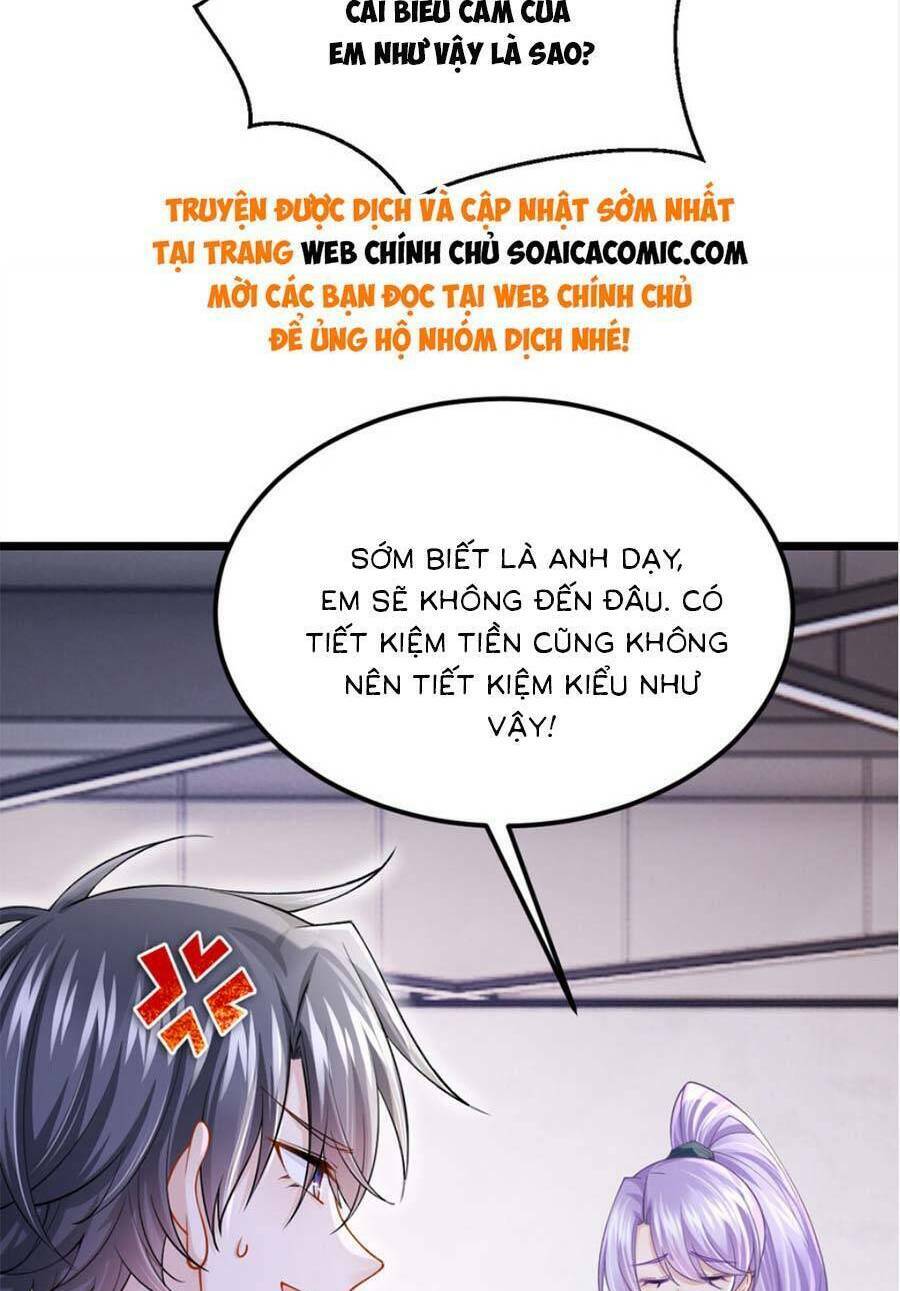 CÁI BIỂU CẢM CỦA
EM NHƯ VẬY LÀ SAO?
TRUYỆN ĐƯỢC DỊCH VÀ CẬP NHẬT SỚM NHẤT
TẠI TRANG WEB CHÍNH CHỦ SOAICACOMIC.COM
MỜI CÁC BẠN ĐỌC TẠI WEB CHÍNH CHỦ
ĐỂ ỦNG HỘ NHÓM DỊCH NHÉ!
SỚM BIẾT LÀ ANH DẠY,
EM SẼ KHÔNG ĐẾN ĐÂU. CÓ
TIẾT KIỆM TIỀN CŨNG KHÔNG
NÊN TIẾT KIỆM KIỂU NHƯ
VẬY!